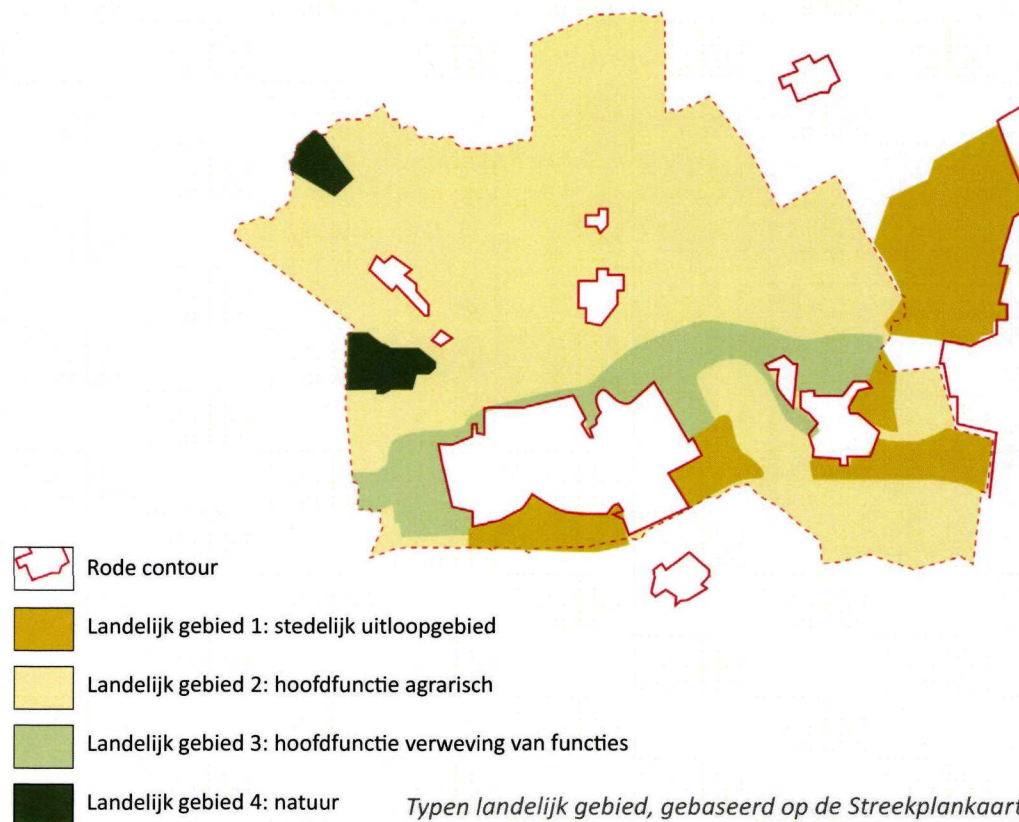 Rode contour
Landelijk gebied 1: stedelijk uitloopgebied
Landelijk gebied 2: hoofdfunctie agrarisch
Landelijk gebied 3: hoofdfunctie verweving van functies
Landelijk gebied 4: natuur
Typen landelijk gebied, gebaseerd op de Streekplankaart